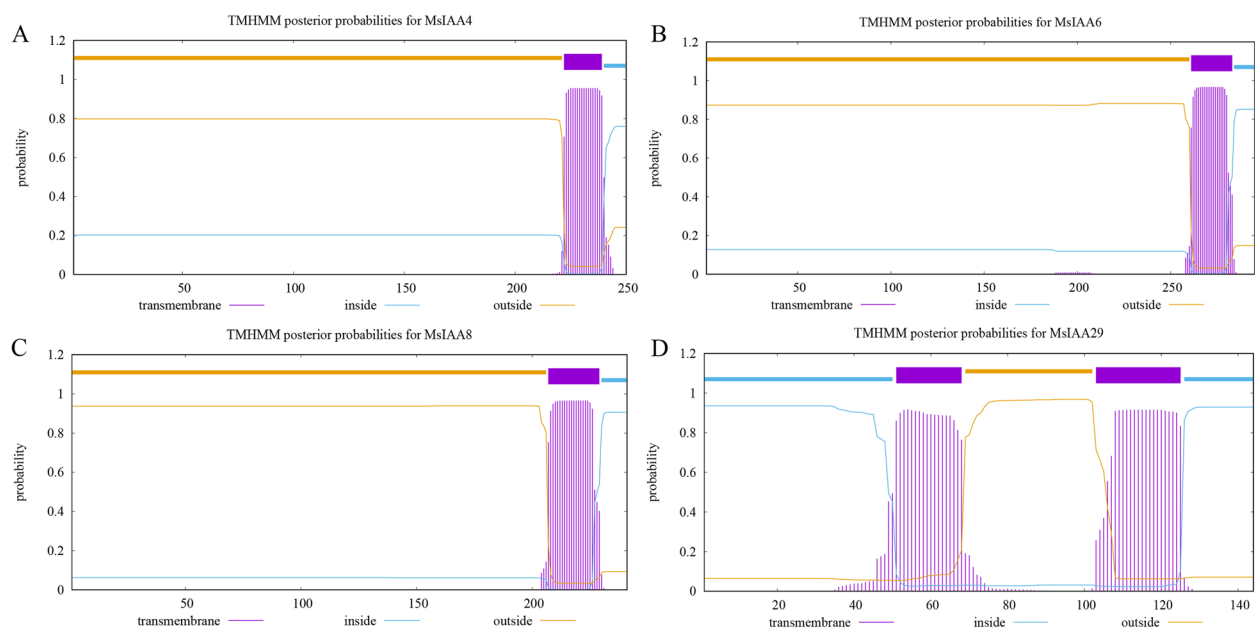 A
TMHMM posterior probabilities for MsIAA4
1.2
1
0.8
0.6
0.4
0.2
0
probability
50
100
150
200
250
transmembrane
inside
outside
B
TMHMM posterior probabilities for MsIAA6
1.2
1
0.8
0.6
0.4
0.2
0
probability
50
100
150
200
250
transmembrane
inside
outside
C
TMHMM posterior probabilities for MsIAA8
1.2
1
0.8
0.6
0.4
0.2
0
probability
50
100
150
200
transmembrane
inside
outside
D
TMHMM posterior probabilities for MsIAA29
1.2
1
0.8
0.6
0.4
0.2
0
probability
20
40
60
80
100
120
140
transmembrane
inside
outside